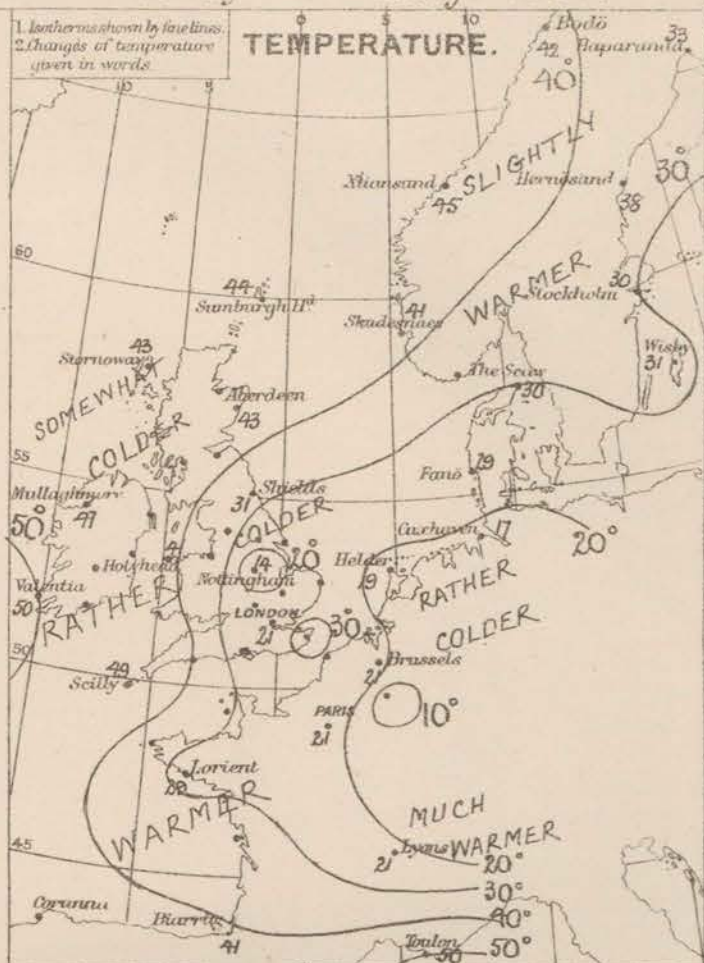 1. Isotherms shown by fine lines.
2. Changes of temperature
given in words.
TEMPERATURE.
10
5
0
5
10
Bodö
42
Haparanda
33
40°
SLIGHTLY
Xtiansand
45
Hernösand
38
30°
60
44
Sumburgh Hd.
WARMER
30
Stockholm
41
Skadesnaes
Wisby
31
Stornoway
43
The Scaw
30
SOMEWHAT
COLDER
Aberdeen
43
55
Mullaghmore
47
31
Shields
Fanö
29
50°
COLDER
20°
Cuxhaven
17
20°
Holyhead
14
Nottingham
Helder
19
Valentia
50
RATHER
RATHER
COLDER
LONDON
21
30°
50
Scilly
49
Brussels
21
10°
PARIS
21
Lorient
WARMER
MUCH
WARMER
45
Lyons
21
20°
30°
Corunna
Biarritz
41
40°
Toulon
50
50°